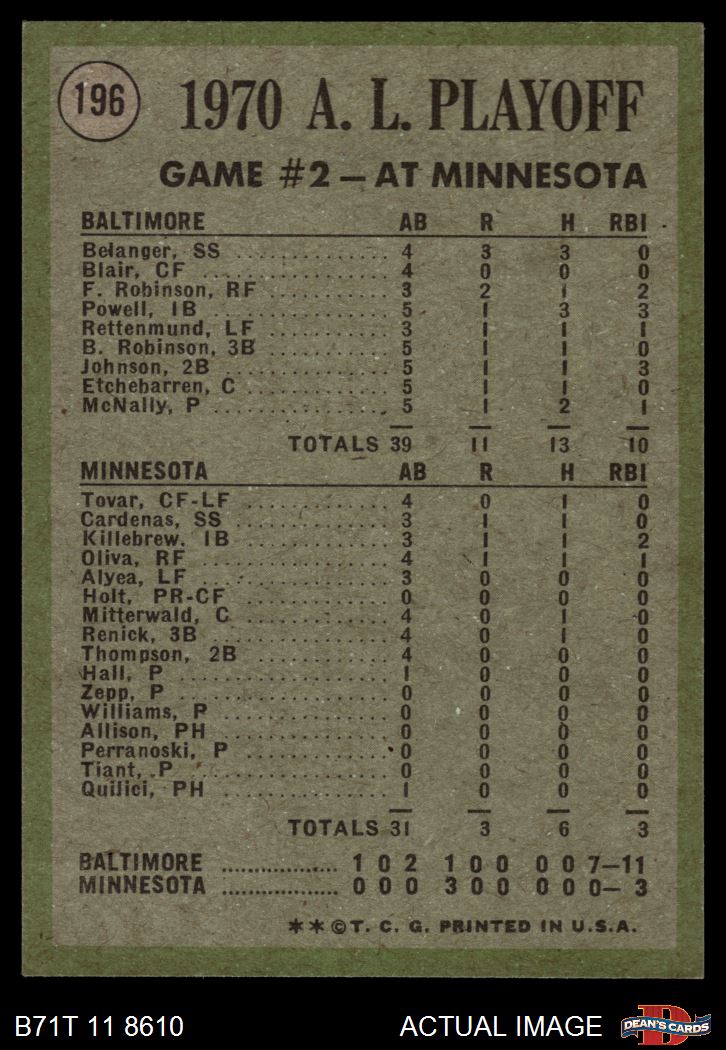 196
1970 A. L. PLAYOFF
GAME #2 — AT MINNESOTA
BALTIMORE AB R H RBI
Belanger, SS ............. 4 3 3 0
Blair, CF ............. 4 0 0 0
F. Robinson, RF ............. 3 2 1 2
Powell, 1B ............. 5 1 3 3
Rettenmund, LF ............. 3 1 1 1
B. Robinson, 3B ............. 5 1 1 0
Johnson, 2B ............. 5 1 1 3
Etchebarren, C ............. 5 1 1 0
McNally, P ............. 5 1 2 1
TOTALS 39 11 13 10
MINNESOTA AB R H RBI
Tovar, CF-LF ............. 4 0 1 0
Cardenas, SS ............. 3 1 1 0
Killebrew. 1B ............. 3 1 1 2
Oliva, RF ............. 4 1 1 1
Alyea, LF ............. 3 0 0 0
Holt, PR-CF ............. 0 0 0 0
Mitterwald, C ............. 4 0 1 0
Renick, 3B ............. 4 0 1 0
Thompson, 2B ............. 4 0 0 0
Hall, P ............. 1 0 0 0
Zepp, P ............. 0 0 0 0
Williams, P ............. 0 0 0 0
Allison, PH ............. 0 0 0 0
Perranoski, P ............. 0 0 0 0
Tiant, P ............. 0 0 0 0
Quilici, PH ............. 1 0 0 0
TOTALS 31 3 6 3
BALTIMORE ................. 1 0 2 1 0 0 0 0 7—11
MINNESOTA ................. 0 0 0 3 0 0 0 0 0— 3
**©T. C. G. PRINTED IN U.S.A.
B71T 11 8610 ACTUAL IMAGE DEAN'S CARDS